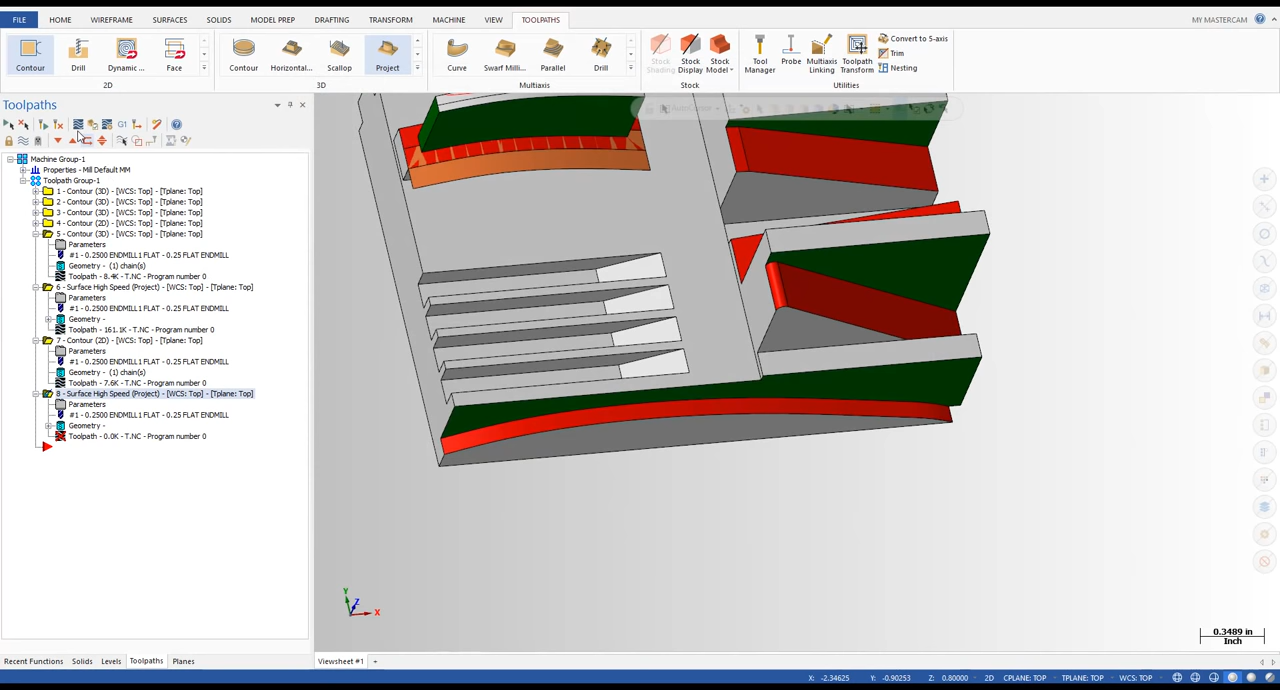 FILE HOME WIREFRAME SURFACES SOLIDS MODEL PREP DRAFTING TRANSFORM MACHINE VIEW TOOLPATHS MY MASTERCAM
Contour Drill Dynamic ... Face Contour Horizontal... Scallop Project Curve Swarf Milli... Parallel Drill Stock Shading Stock Display Stock Model Tool Manager Probe Multiaxis Linking Toolpath Transform Convert to 5-axis
Trim
Nesting
2D 3D Multiaxis Stock Utilities
Toolpaths
AutoCursor
G1
Machine Group-1
Properties - Mill Default MM
Toolpath Group-1
1 - Contour (3D) - [WCS: Top] - [Tplane: Top]
2 - Contour (3D) - [WCS: Top] - [Tplane: Top]
3 - Contour (3D) - [WCS: Top] - [Tplane: Top]
4 - Contour (2D) - [WCS: Top] - [Tplane: Top]
5 - Contour (3D) - [WCS: Top] - [Tplane: Top]
Parameters
#1 - 0.2500 ENDMILL1 FLAT - 0.25 FLAT ENDMILL
Geometry - (1) chain(s)
Toolpath - 8.4K - T.NC - Program number 0
6 - Surface High Speed (Project) - [WCS: Top] - [Tplane: Top]
Parameters
#1 - 0.2500 ENDMILL1 FLAT - 0.25 FLAT ENDMILL
Geometry -
Toolpath - 161.1K - T.NC - Program number 0
7 - Contour (2D) - [WCS: Top] - [Tplane: Top]
Parameters
#1 - 0.2500 ENDMILL1 FLAT - 0.25 FLAT ENDMILL
Geometry - (1) chain(s)
Toolpath - 7.6K - T.NC - Program number 0
8 - Surface High Speed (Project) - [WCS: Top] - [Tplane: Top]
Parameters
#1 - 0.2500 ENDMILL1 FLAT - 0.25 FLAT ENDMILL
Geometry -
Toolpath - 0.0K - T.NC - Program number 0
Y
Z
X
0.3489 in
Inch
Recent Functions Solids Levels Toolpaths Planes Viewsheet #1 +
X: -2.34625 Y: -0.90253 Z: 0.80000 2D CPLANE: TOP TPLANE: TOP WCS: TOP